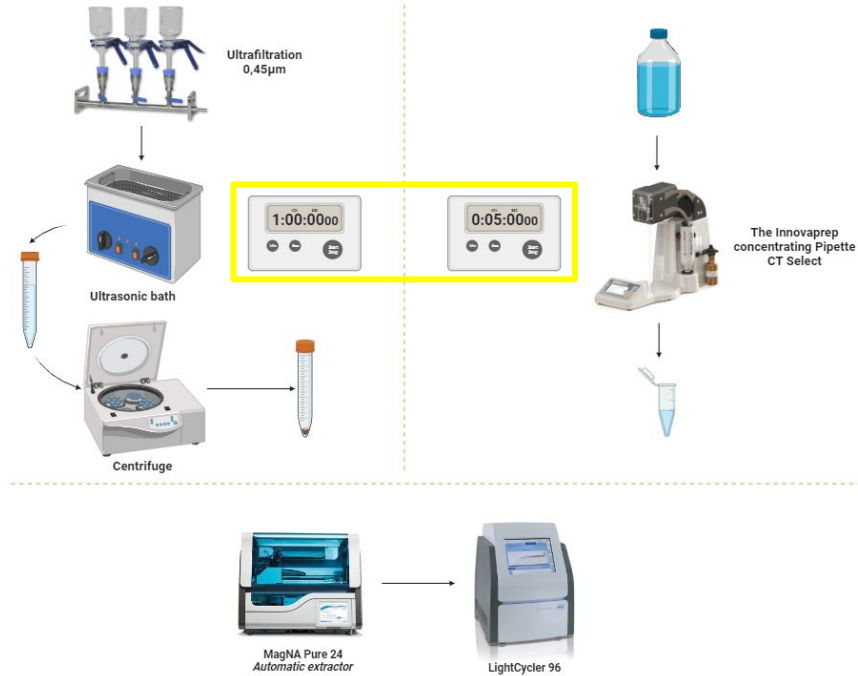 Ultrafiltration
0,45µm
1:00:0000
0:05:0000
The Innovaprep
concentrating Pipette
CT Select
Ultrasonic bath
Centrifuge
MagNA Pure 24
Automatic extractor
LightCycler 96